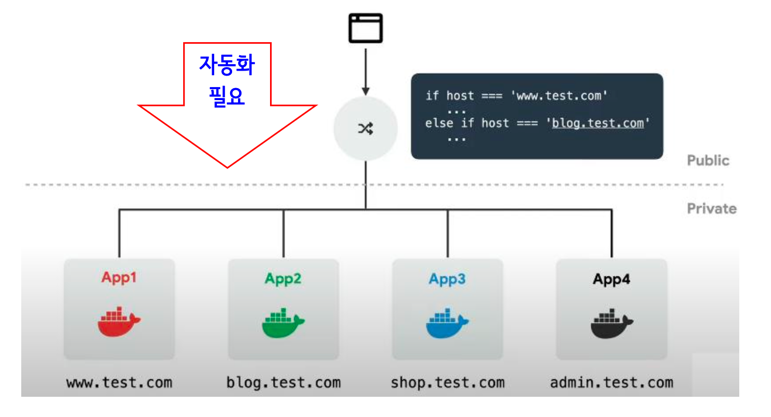 자동화
필요
if host === 'www.test.com'
...
else if host === 'blog.test.com'
...
Public
Private
App1
App2
App3
App4
www.test.com
blog.test.com
shop.test.com
admin.test.com